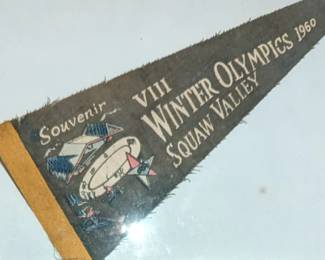 Souvenir
VIII
WINTER OLYMPICS 1960
SQUAW VALLEY